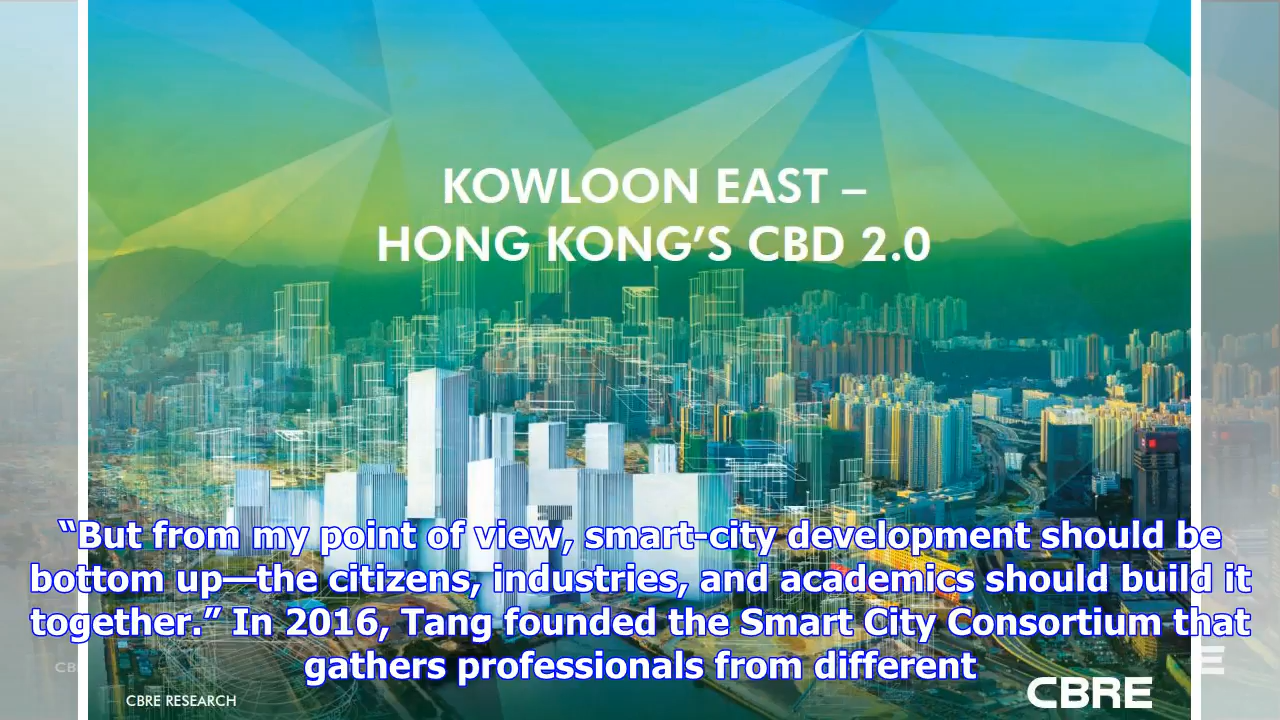 KOWLOON EAST –
HONG KONG’S CBD 2.0
“But from my point of view, smart-city development should be
bottom up—the citizens, industries, and academics should build it
together.” In 2016, Tang founded the Smart City Consortium that
gathers professionals from different
CBRE RESEARCH
CBRE